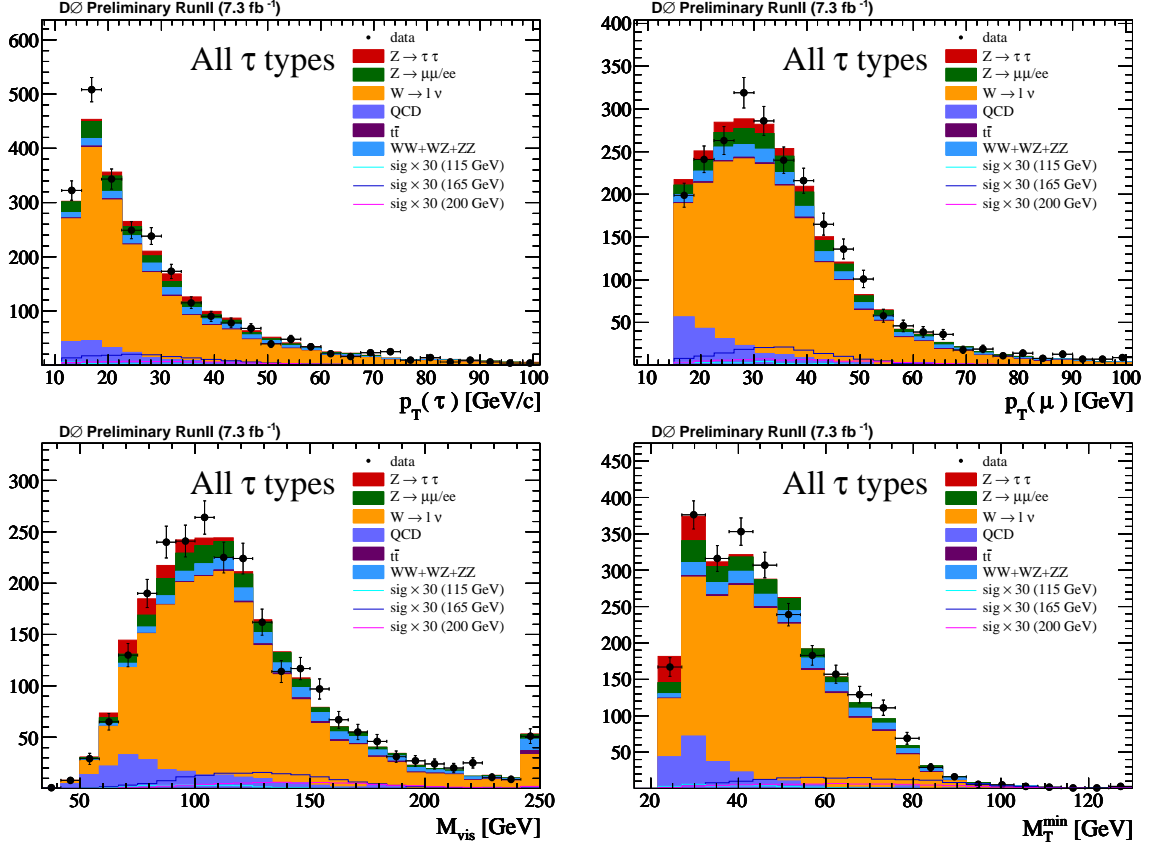 DØ Preliminary RunII (7.3 fb⁻¹)
All τ types
data
Z → τ τ
Z → μμ/ee
W → l ν
QCD
tt̄
WW+WZ+ZZ
sig × 30 (115 GeV)
sig × 30 (165 GeV)
sig × 30 (200 GeV)
600
500
400
300
200
100
10 20 30 40 50 60 70 80 90 100
p_T(τ) [GeV/c]
DØ Preliminary RunII (7.3 fb⁻¹)
All τ types
data
Z → τ τ
Z → μμ/ee
W → l ν
QCD
tt̄
WW+WZ+ZZ
sig × 30 (115 GeV)
sig × 30 (165 GeV)
sig × 30 (200 GeV)
400
350
300
250
200
150
100
50
10 20 30 40 50 60 70 80 90 100
p_T(μ) [GeV]
DØ Preliminary RunII (7.3 fb⁻¹)
All τ types
data
Z → τ τ
Z → μμ/ee
W → l ν
QCD
tt̄
WW+WZ+ZZ
sig × 30 (115 GeV)
sig × 30 (165 GeV)
sig × 30 (200 GeV)
300
250
200
150
100
50
50 100 150 200 250
M_vis [GeV]
DØ Preliminary RunII (7.3 fb⁻¹)
All τ types
data
Z → τ τ
Z → μμ/ee
W → l ν
QCD
tt̄
WW+WZ+ZZ
sig × 30 (115 GeV)
sig × 30 (165 GeV)
sig × 30 (200 GeV)
450
400
350
300
250
200
150
100
50
20 40 60 80 100 120
M_T^min [GeV]